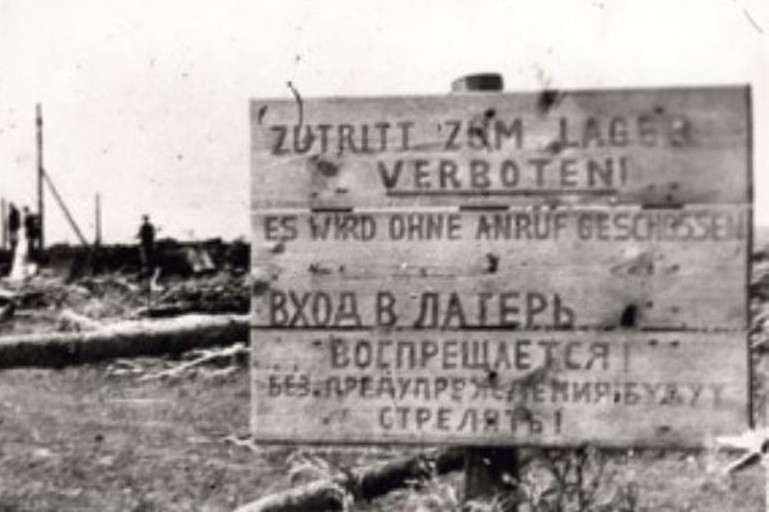 ZUTRITT ZUM LAGER
VERBOTEN!
ES WIRD OHNE ANRUF GESCHOSSEN
ВХОД В ЛАГЕРЬ
ВОСПРЕЩАЕТСЯ!
БЕЗ ПРЕДУПРЕЖДЕНИЯ БУДУТ
СТРЕЛЯТЬ!